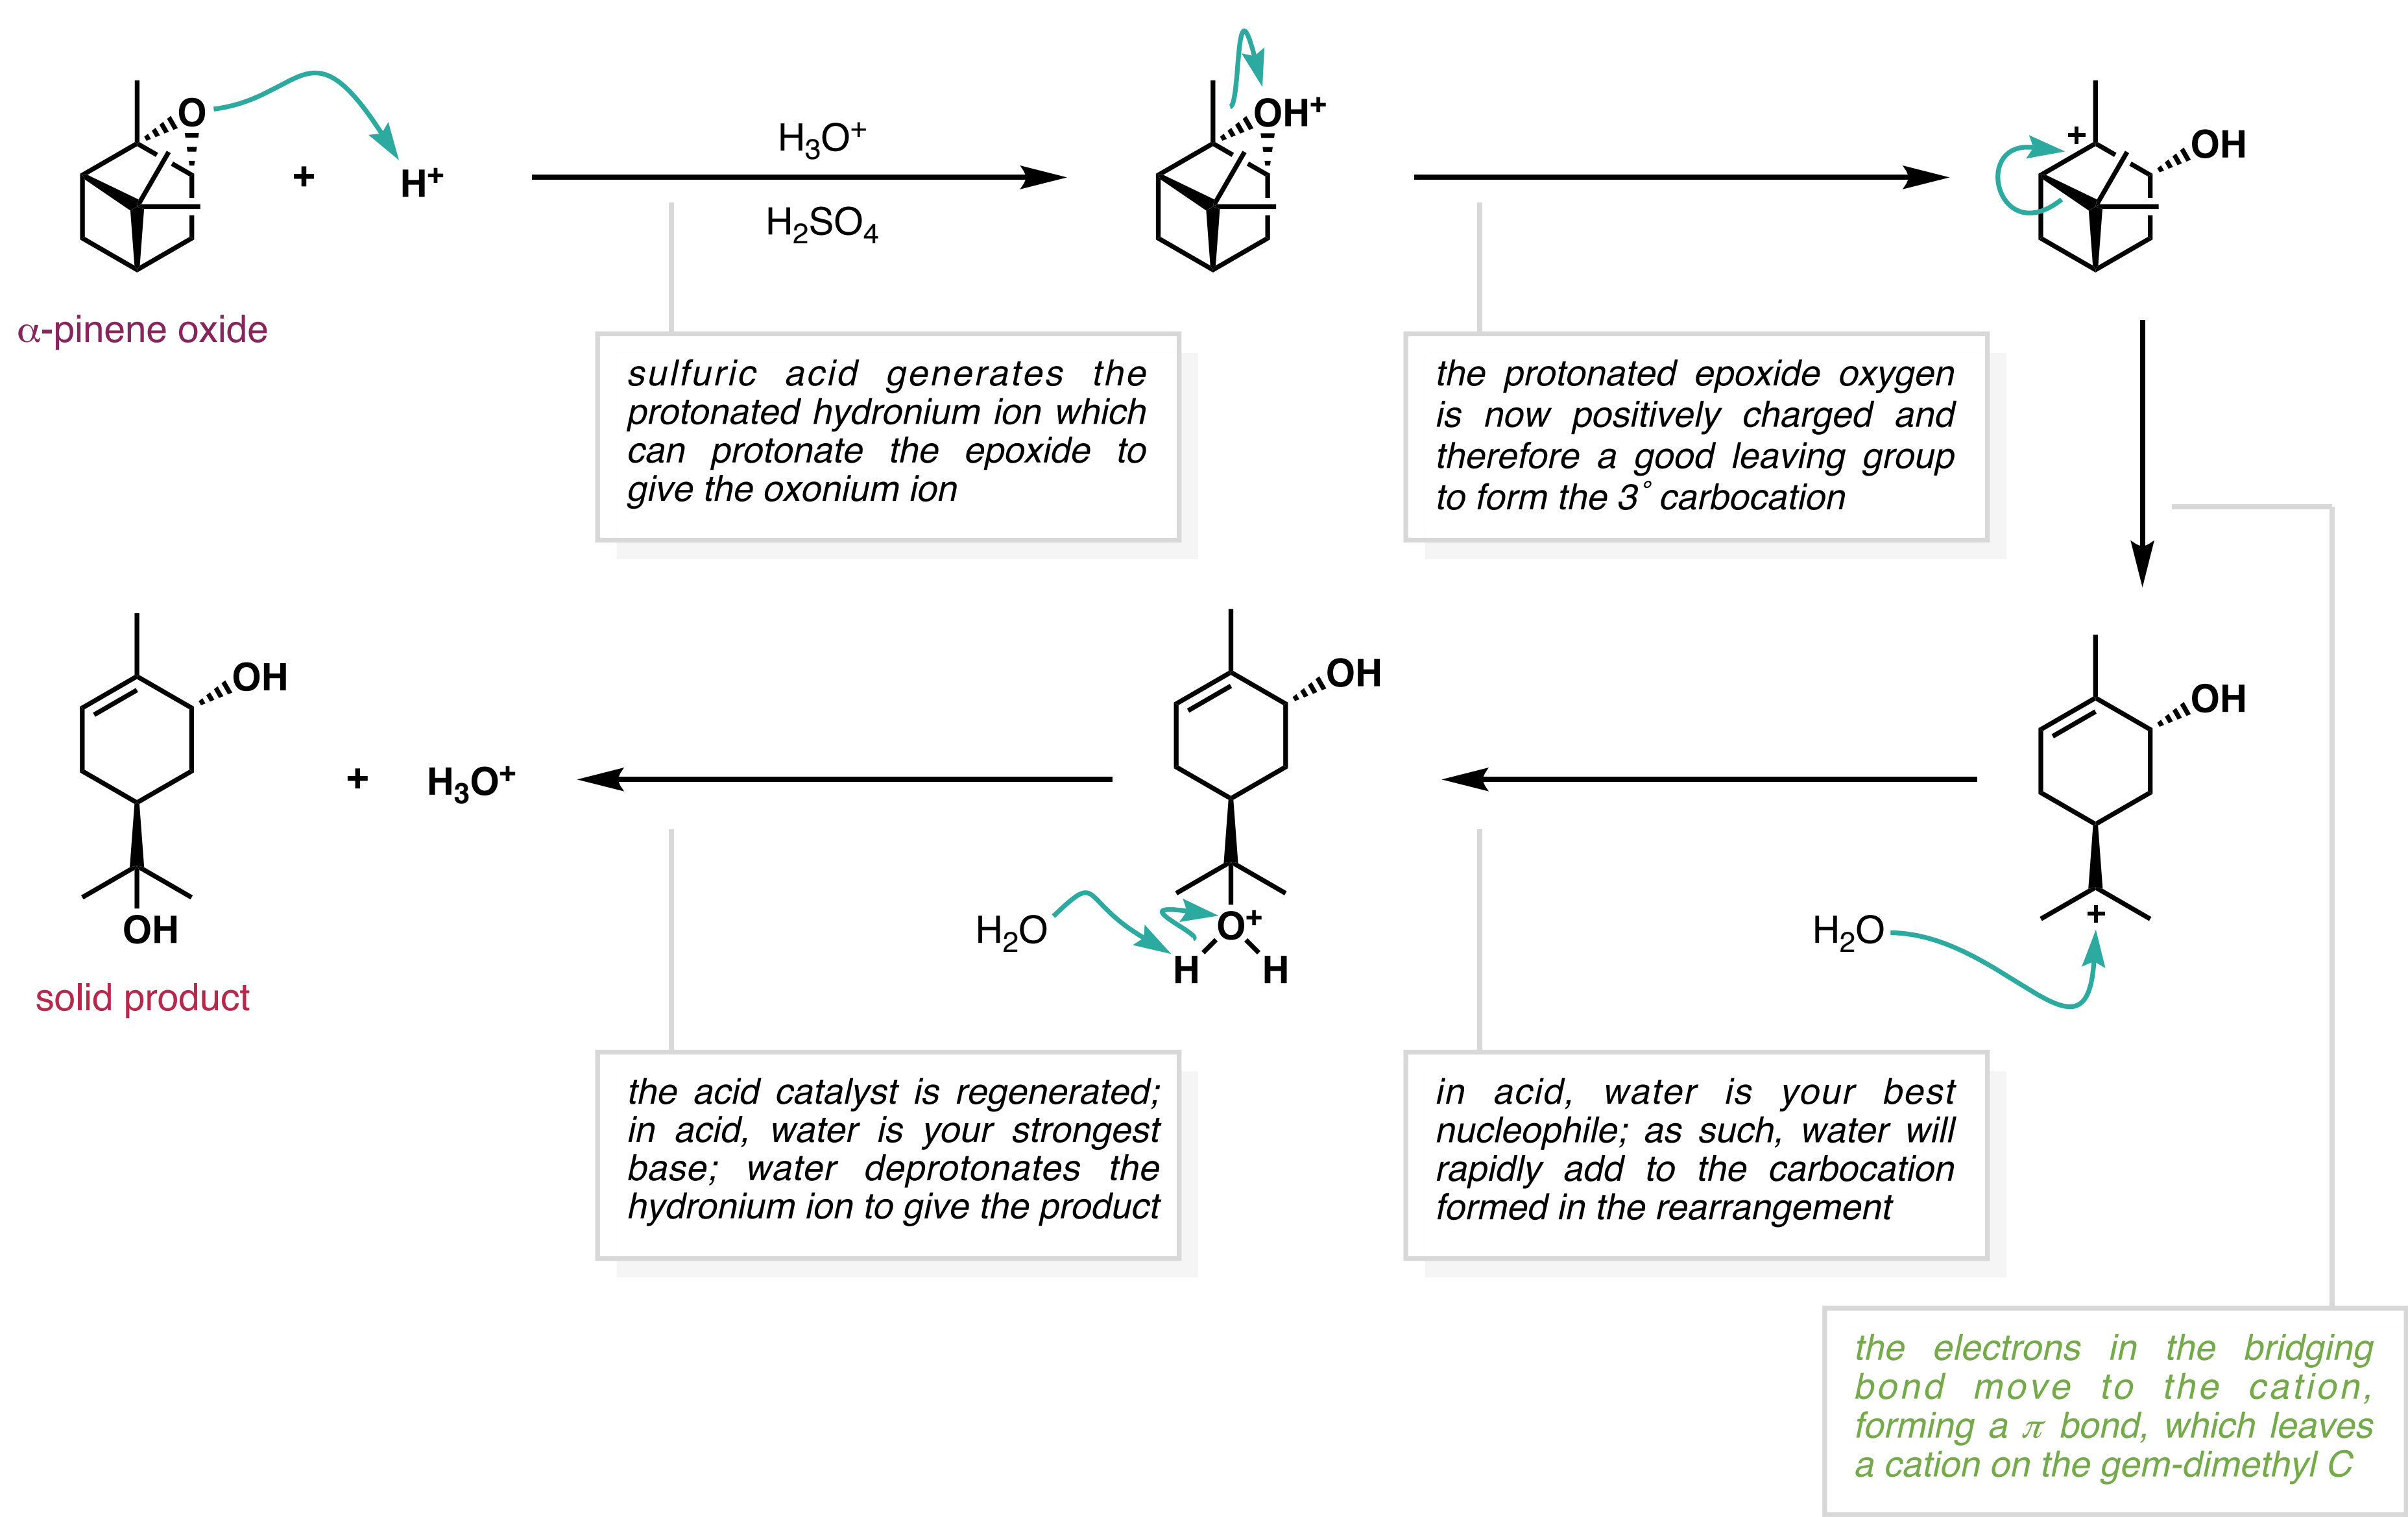 O
+
H⁺
H₃O⁺
H₂SO₄
OH⁺
+
OH
α-pinene oxide
sulfuric acid generates the
protonated hydronium ion which
can protonate the epoxide to
give the oxonium ion
the protonated epoxide oxygen
is now positively charged and
therefore a good leaving group
to form the 3° carbocation
OH
+
H₃O⁺
OH
solid product
OH
H₂O
O⁺
H
H
OH
H₂O
+
the acid catalyst is regenerated;
in acid, water is your strongest
base; water deprotonates the
hydronium ion to give the product
in acid, water is your best
nucleophile; as such, water will
rapidly add to the carbocation
formed in the rearrangement
the electrons in the bridging
bond move to the cation,
forming a π bond, which leaves
a cation on the gem-dimethyl C